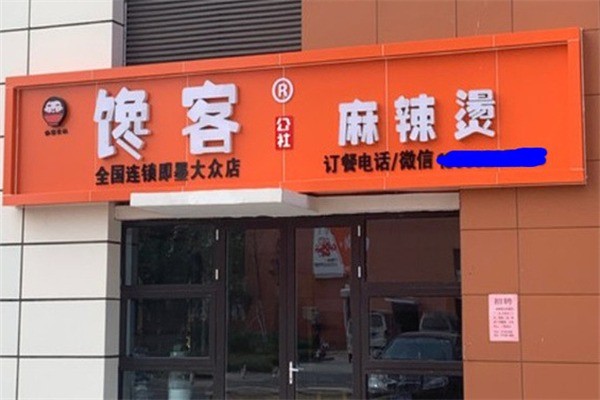 馋客®公社 麻辣烫
全国连锁即墨大众店 订餐电话/微信
招聘